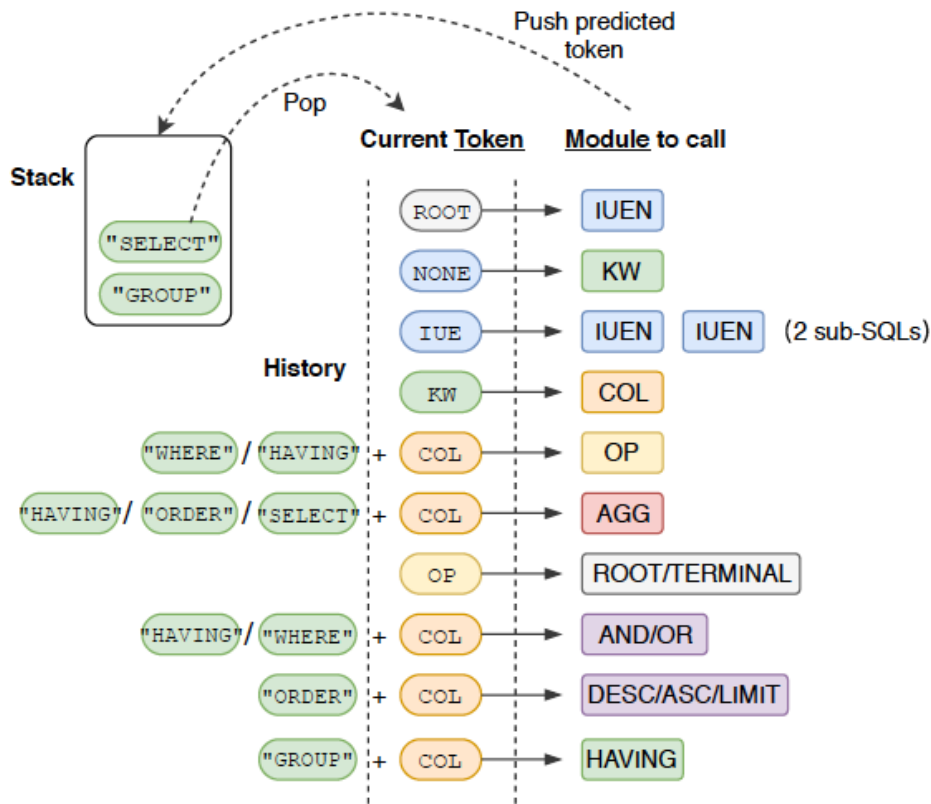 Push predicted
token
Pop
Current Token Module to call
Stack
ROOT IUEN
"SELECT"
NONE KW
"GROUP"
IUE IUEN IUEN (2 sub-SQLs)
History
KW COL
"WHERE" / "HAVING" + COL OP
"HAVING" / "ORDER" / "SELECT" + COL AGG
OP ROOT/TERMINAL
"HAVING" / "WHERE" + COL AND/OR
"ORDER" + COL DESC/ASC/LIMIT
"GROUP" + COL HAVING